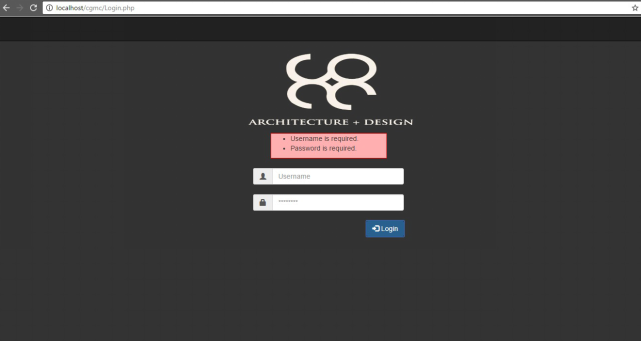 localhost/cgmc/Login.php
ARCHITECTURE + DESIGN
• Username is required.
• Password is required.
Username
********
Login